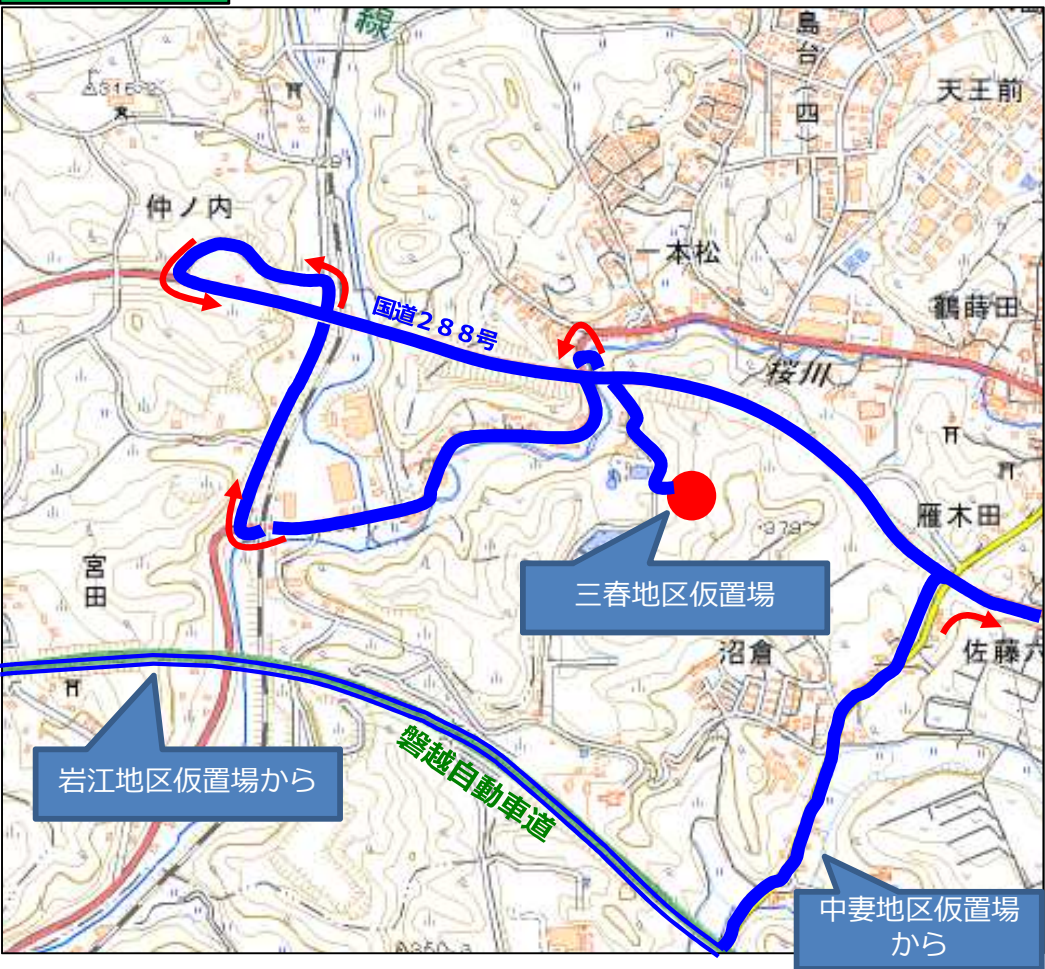 線
島台(四)
天王前
316
291
仲ノ内
一本松
国道288号
鶴蒔田
桜川
379
雁木田
宮田
三春地区仮置場
沼倉
佐藤
岩江地区仮置場から
磐越自動車道
中妻地区仮置場
から